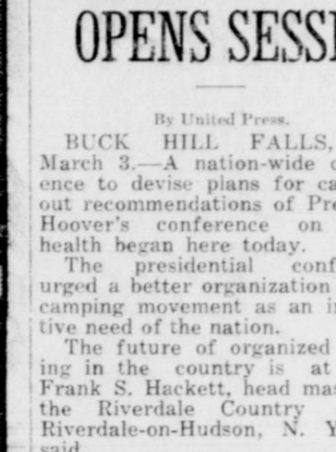 OPENS SESSI
By United Press.
BUCK HILL FALLS,
March 3.—A nation-wide c
ence to devise plans for ca
out recommendations of Pre
Hoover's conference on
health began here today.
The presidential conf
urged a better organization
camping movement as an i
tive need of the nation.
The future of organized
ing in the country is at
Frank S. Hackett, head mas
the Riverdale Country
Riverdale-on-Hudson, N. Y
said